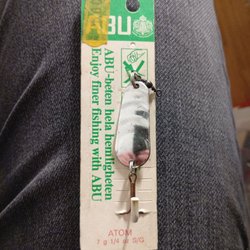 ABU
ABU-beten hela hemligheten
Enjoy finer fishing with ABU
ATOM
7 g 1/4 oz S/G